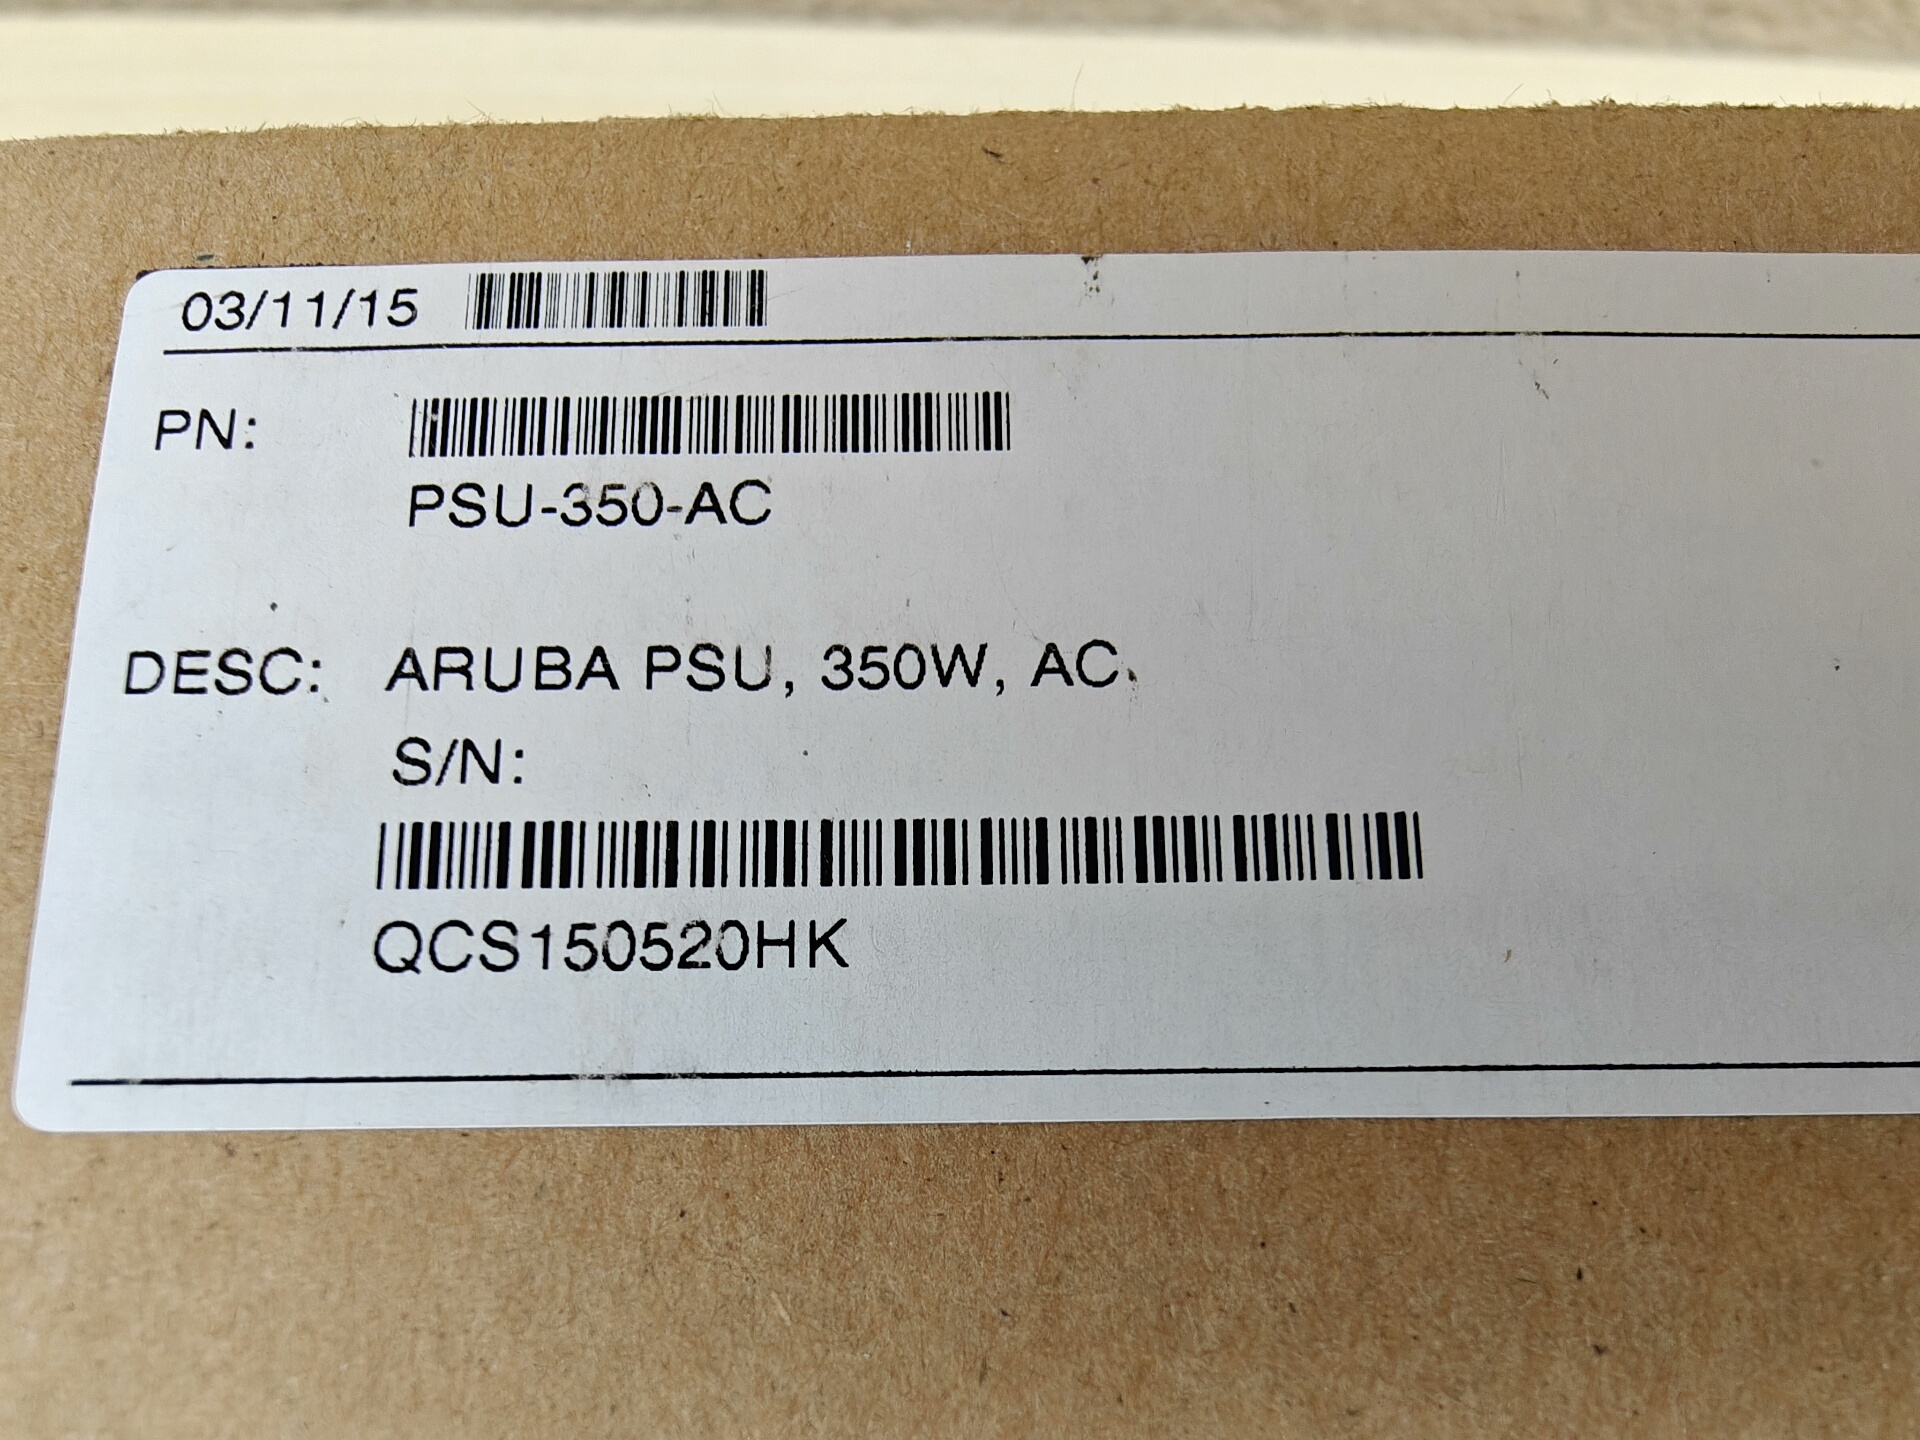 03/11/15
PN:
PSU-350-AC
DESC: ARUBA PSU, 350W, AC.
S/N:
QCS150520HK